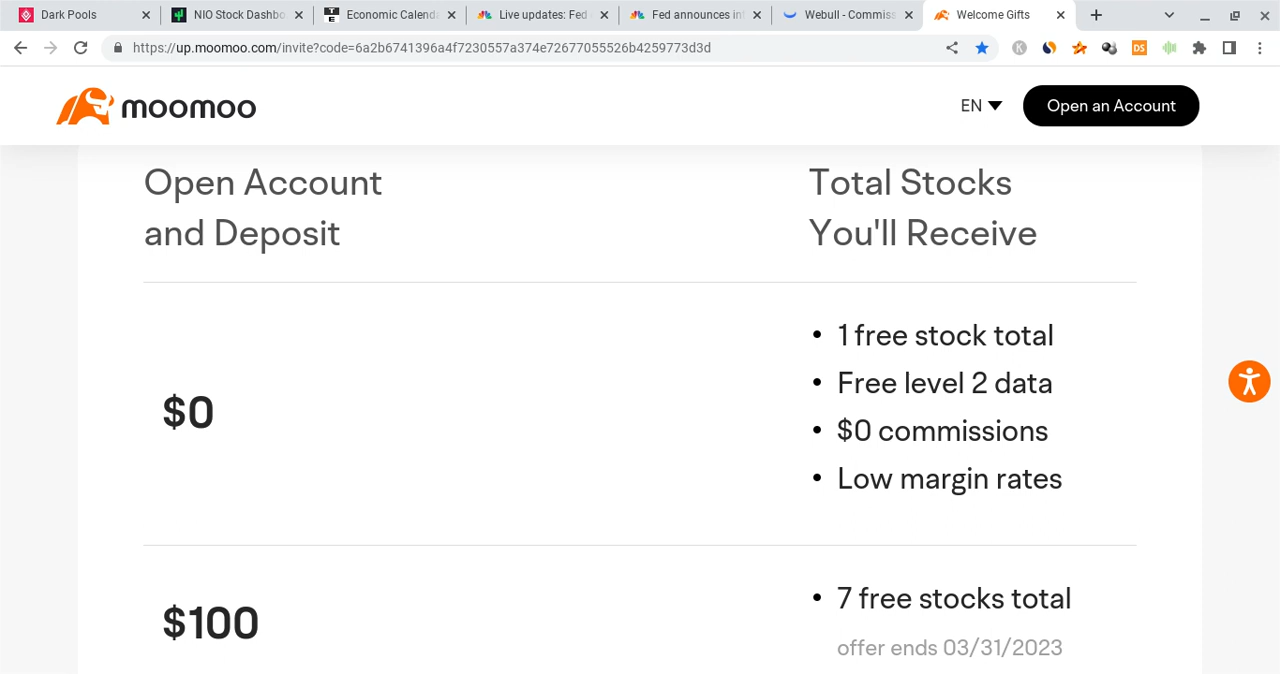 Dark Pools
NIO Stock Dashbo
Economic Calenda
Live updates: Fed
Fed announces in
Webull - Commiss
Welcome Gifts
https://up.moomoo.com/invite?code=6a2b6741396a4f7230557a374e72677055526b4259773d3d
K
DS
moomoo
EN
Open an Account
Open Account
and Deposit
Total Stocks
You'll Receive
$0
• 1 free stock total
• Free level 2 data
• $0 commissions
• Low margin rates
$100
• 7 free stocks total
offer ends 03/31/2023